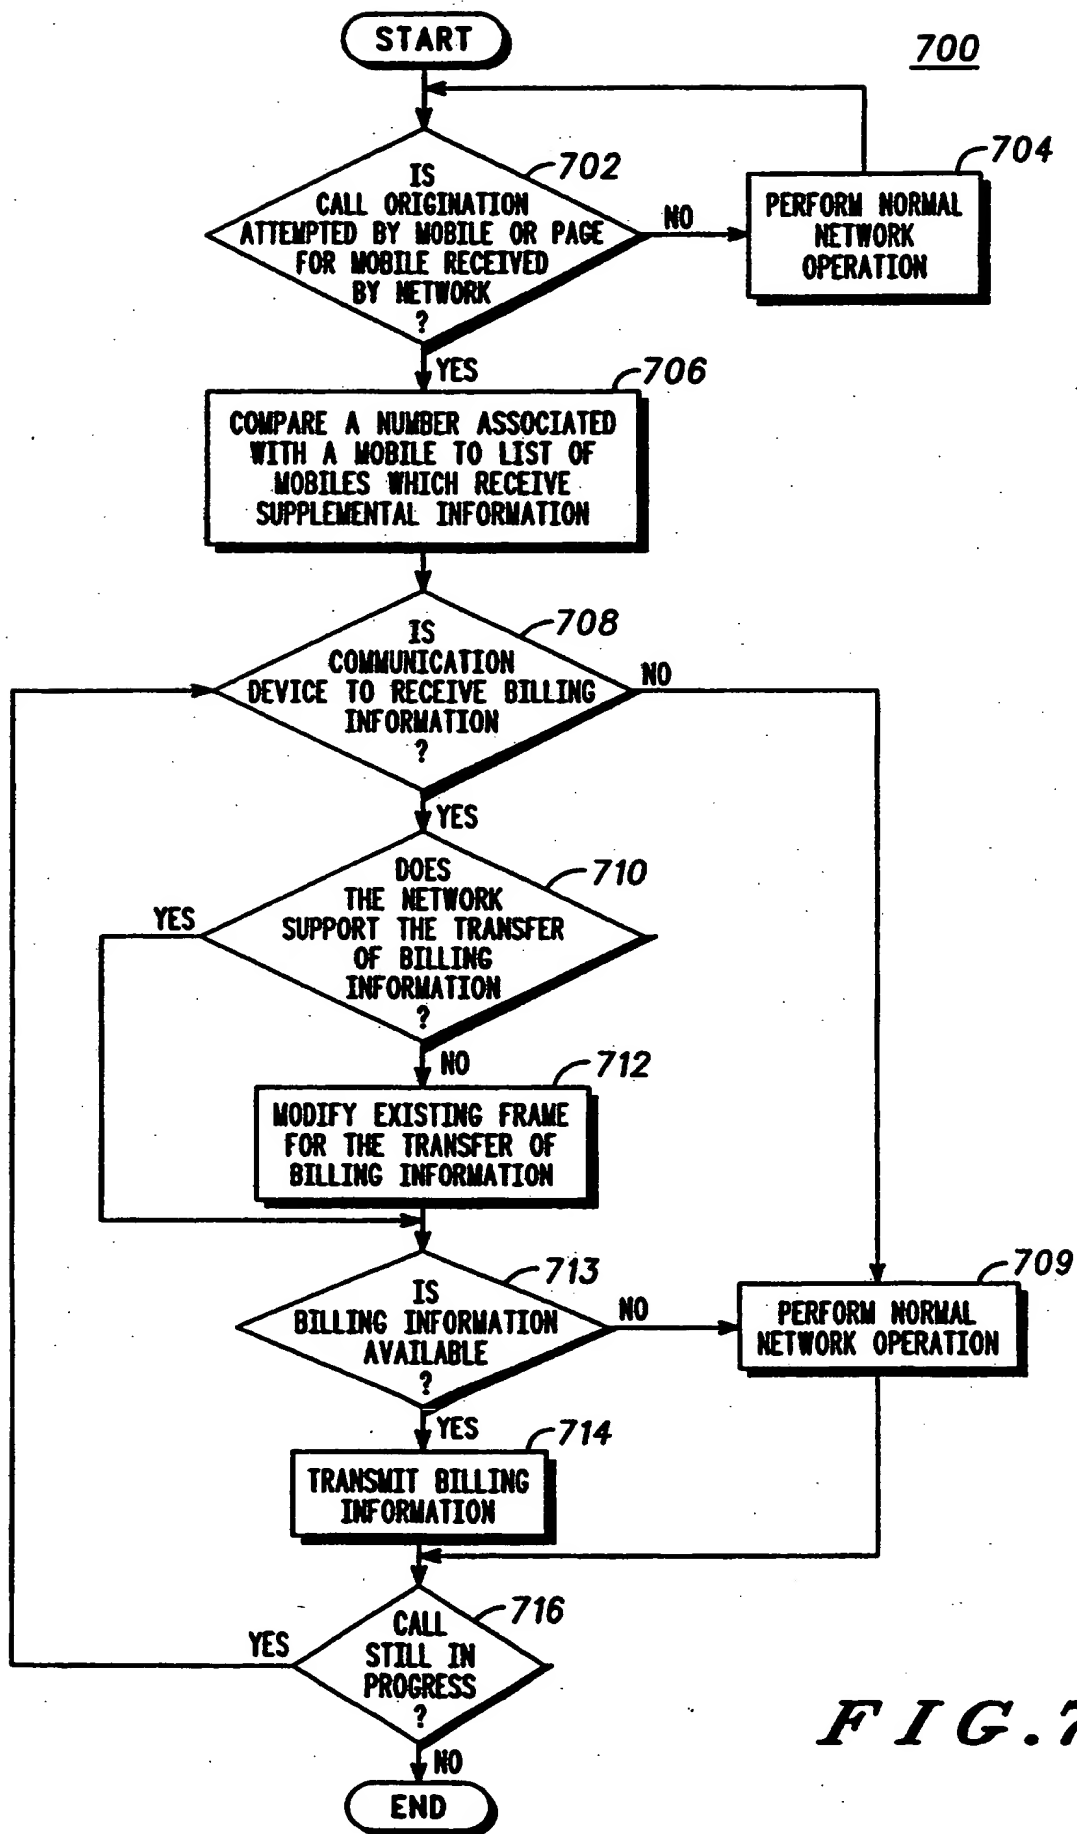 START
700
702
IS
CALL ORIGINATION
ATTEMPTED BY MOBILE OR PAGE
FOR MOBILE RECEIVED
BY NETWORK
?
NO
704
PERFORM NORMAL
NETWORK
OPERATION
YES
706
COMPARE A NUMBER ASSOCIATED
WITH A MOBILE TO LIST OF
MOBILES WHICH RECEIVE
SUPPLEMENTAL INFORMATION
708
IS
COMMUNICATION
DEVICE TO RECEIVE BILLING
INFORMATION
?
NO
YES
710
DOES
THE NETWORK
SUPPORT THE TRANSFER
OF BILLING
INFORMATION
?
YES
NO
712
MODIFY EXISTING FRAME
FOR THE TRANSFER OF
BILLING INFORMATION
713
IS
BILLING INFORMATION
AVAILABLE
?
NO
709
PERFORM NORMAL
NETWORK OPERATION
YES
714
TRANSMIT BILLING
INFORMATION
716
CALL
STILL IN
PROGRESS
?
YES
NO
END
FIG.7